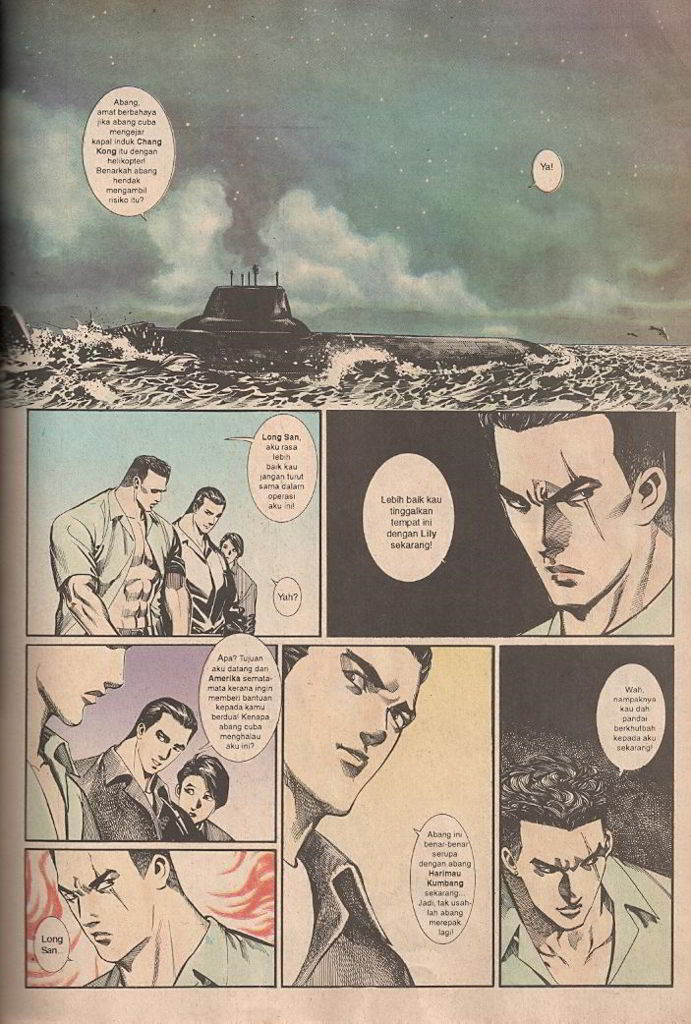 Abang,
amat berbahaya
jika abang cuba
mengejar
kapal induk Chang
Kong itu dengan
helikopter!
Benarkah abang
hendak
mengambil
risiko itu?
Ya!
Long San,
aku rasa
lebih
baik kau
jangan turut
sama dalam
operasi
aku ini!
Yah?
Lebih baik kau
tinggalkan
tempat ini
dengan Lily
sekarang!
Apa? Tujuan
aku datang dari
Amerika semata-
mata kerana ingin
memberi bantuan
kepada kamu
berdua! Kenapa
abang cuba
menghalau
aku ini?
Long
San...
Abang ini
benar-benar
serupa
dengan abang
Harimau
Kumbang
sekarang...
Jadi, tak usah-
lah abang
merepak
lagi!
Wah,
nampaknya
kau dah
pandai
berkhutbah
kepada aku
sekarang!